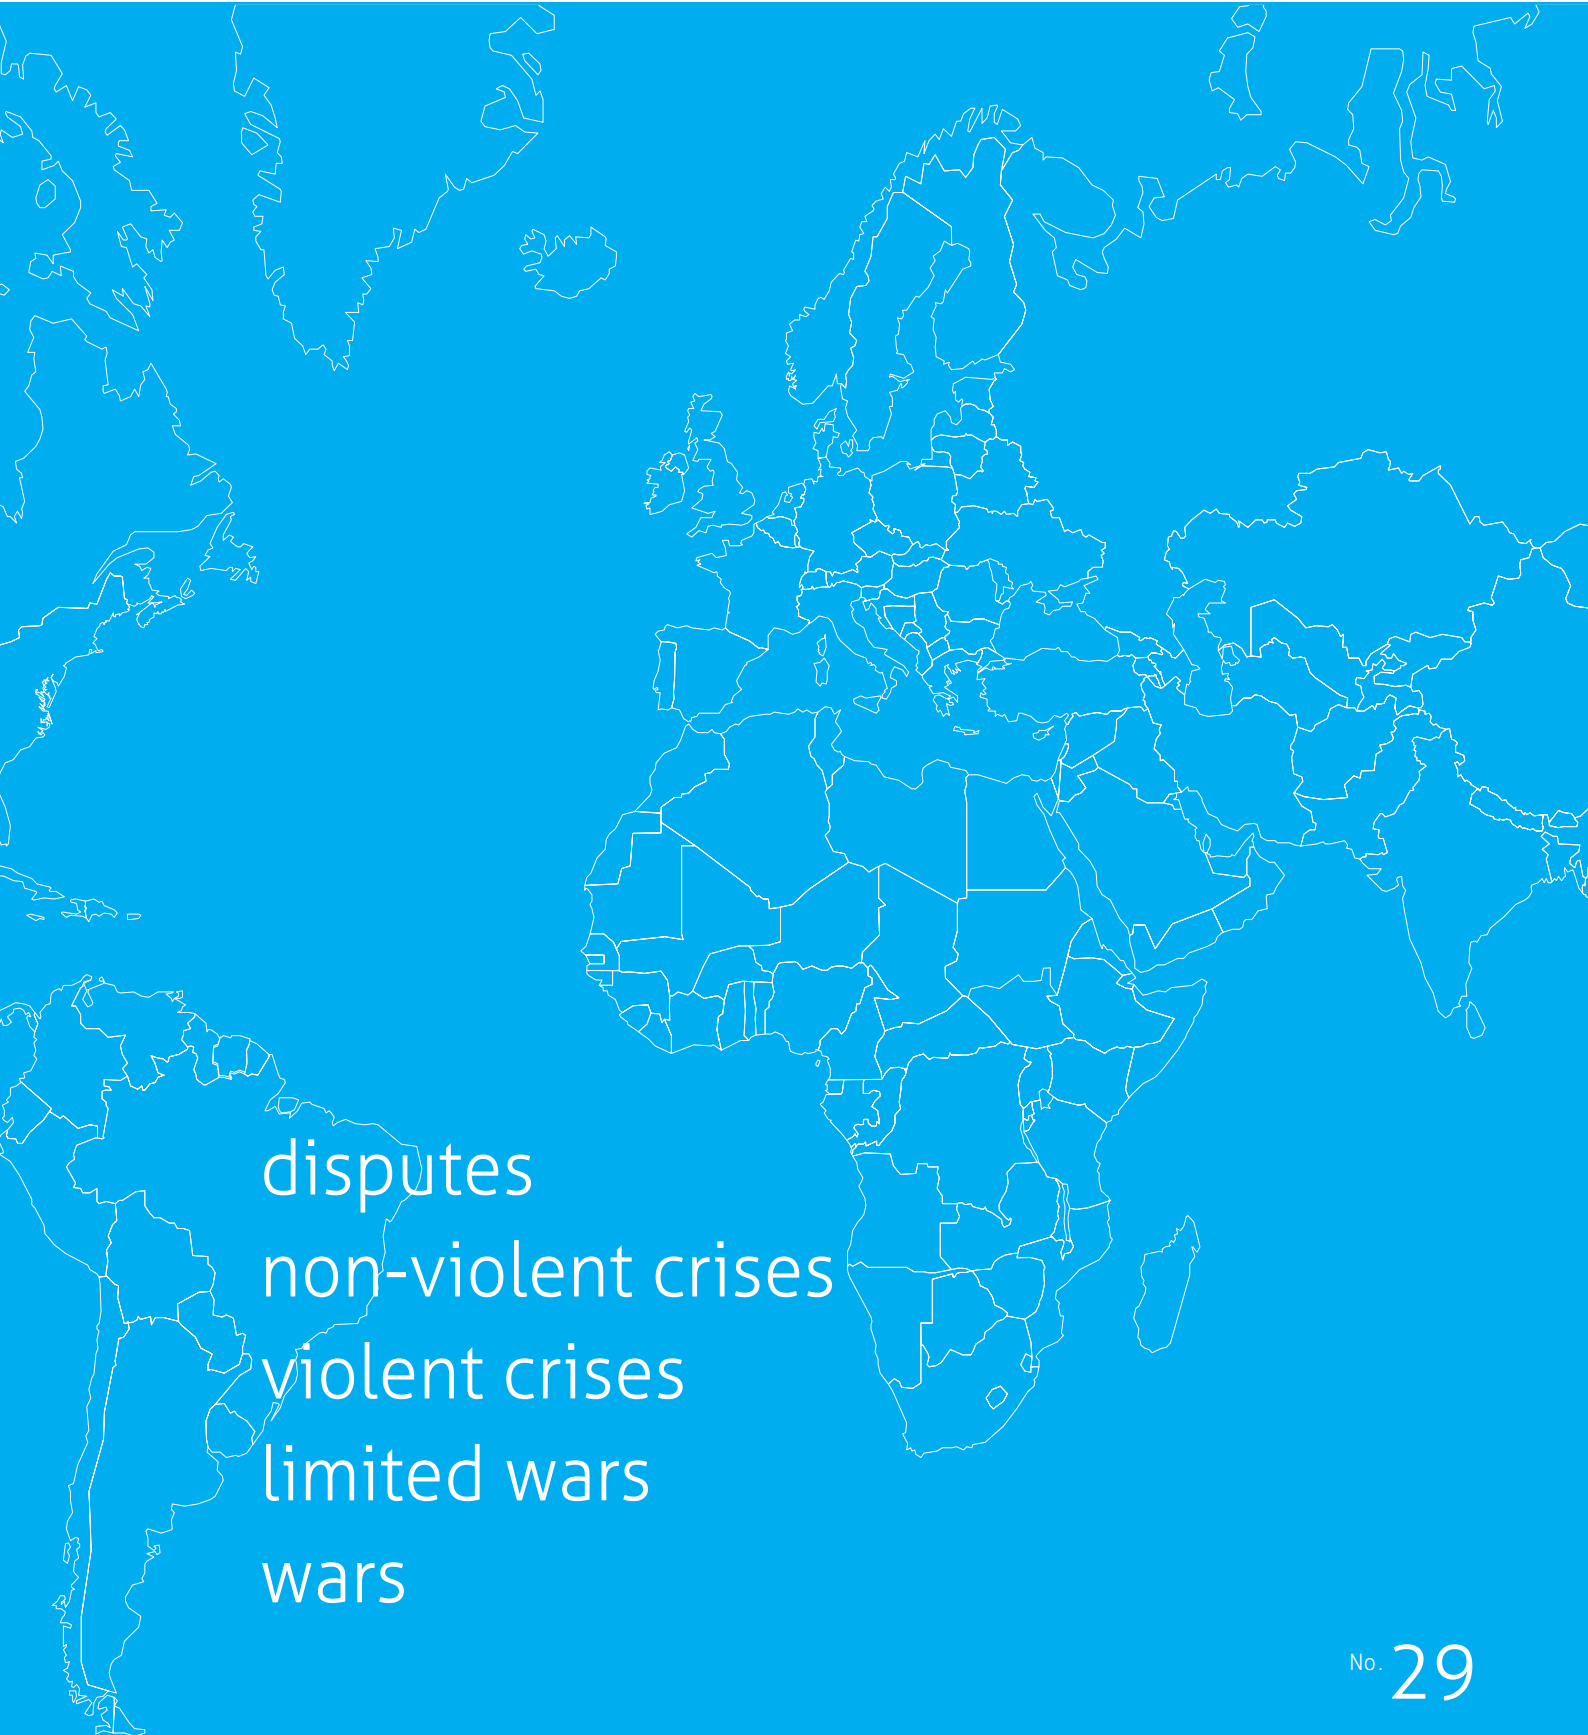 disputes
non-violent crises
violent crises
limited wars
wars
No. 29